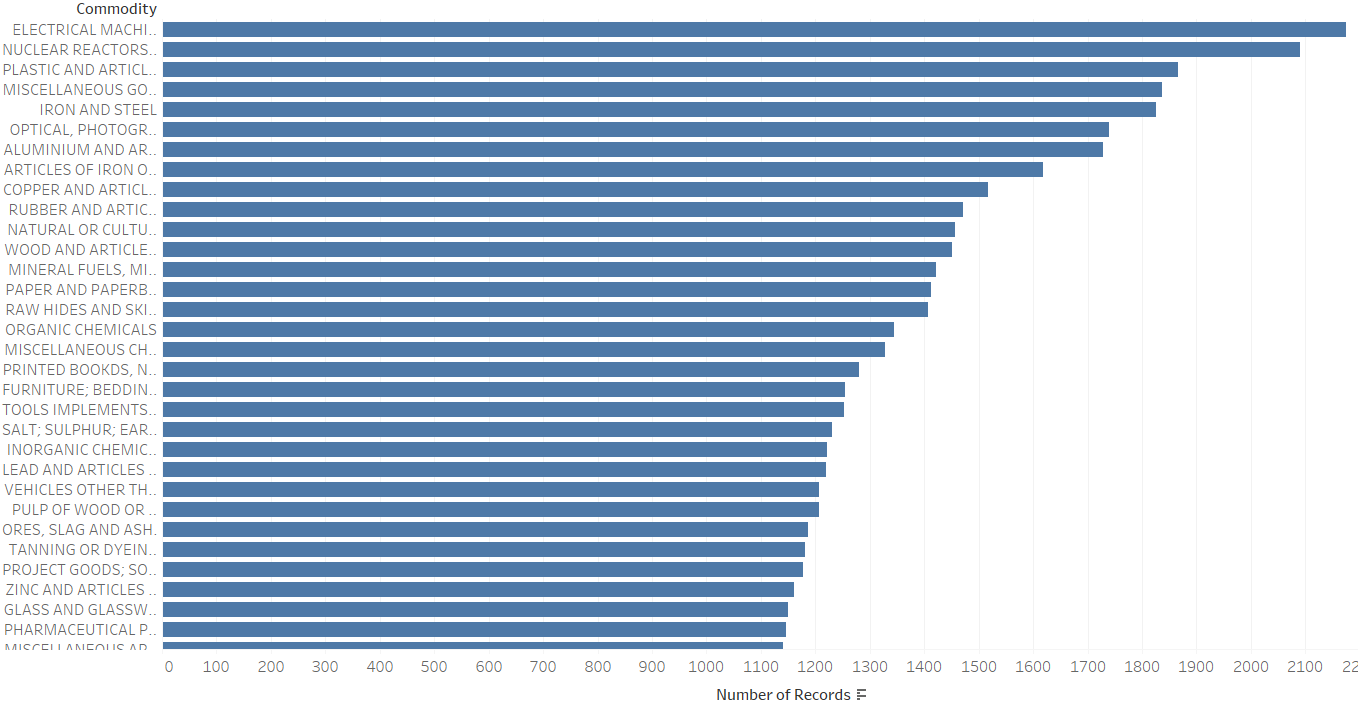 Commodity
ELECTRICAL MACHI..
NUCLEAR REACTORS..
PLASTIC AND ARTICL..
MISCELLANEOUS GO..
IRON AND STEEL
OPTICAL, PHOTOGR..
ALUMINIUM AND AR..
ARTICLES OF IRON O..
COPPER AND ARTICL..
RUBBER AND ARTIC..
NATURAL OR CULTU..
WOOD AND ARTICLE..
MINERAL FUELS, MI..
PAPER AND PAPERB..
RAW HIDES AND SKI..
ORGANIC CHEMICALS
MISCELLANEOUS CH..
PRINTED BOOKDS, N..
FURNITURE; BEDDIN..
TOOLS IMPLEMENTS..
SALT; SULPHUR; EAR..
INORGANIC CHEMIC..
LEAD AND ARTICLES ..
VEHICLES OTHER TH..
PULP OF WOOD OR ..
ORES, SLAG AND ASH.
TANNING OR DYEIN..
PROJECT GOODS; SO..
ZINC AND ARTICLES ..
GLASS AND GLASSW..
PHARMACEUTICAL P..
MISCELLANEOUS AR..
0 100 200 300 400 500 600 700 800 900 1000 1100 1200 1300 1400 1500 1600 1700 1800 1900 2000 2100 22
Number of Records